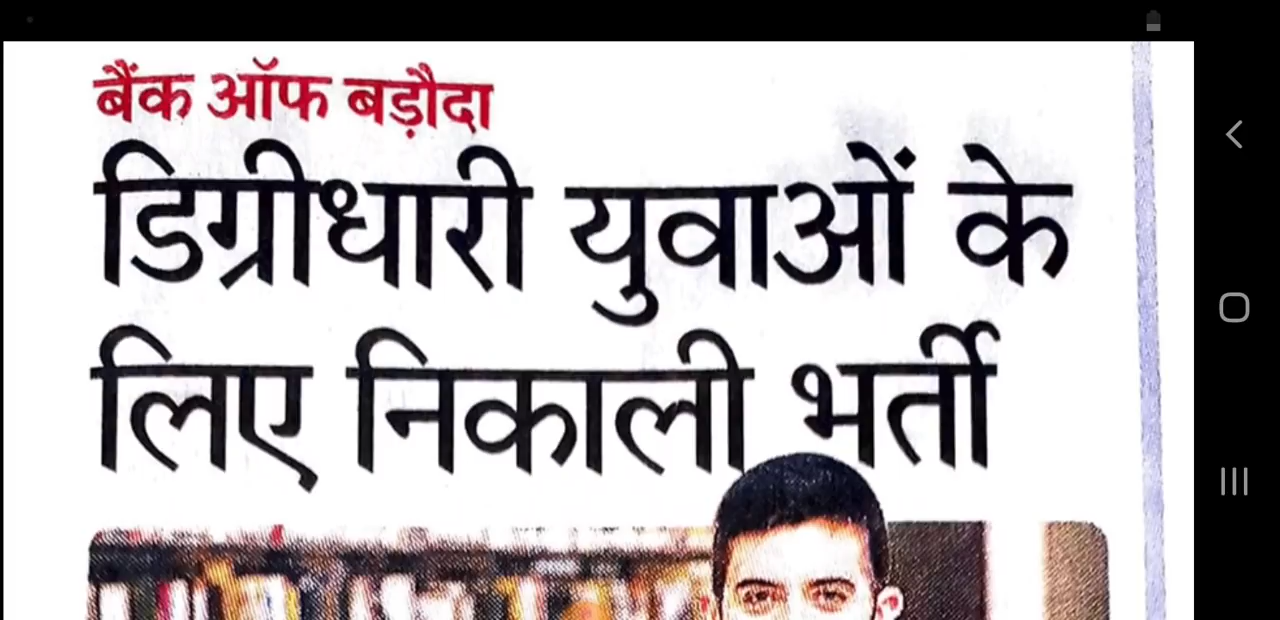 बैंक ऑफ बड़ौदा
डिग्रीधारी युवाओं के
लिए निकाली भर्ती